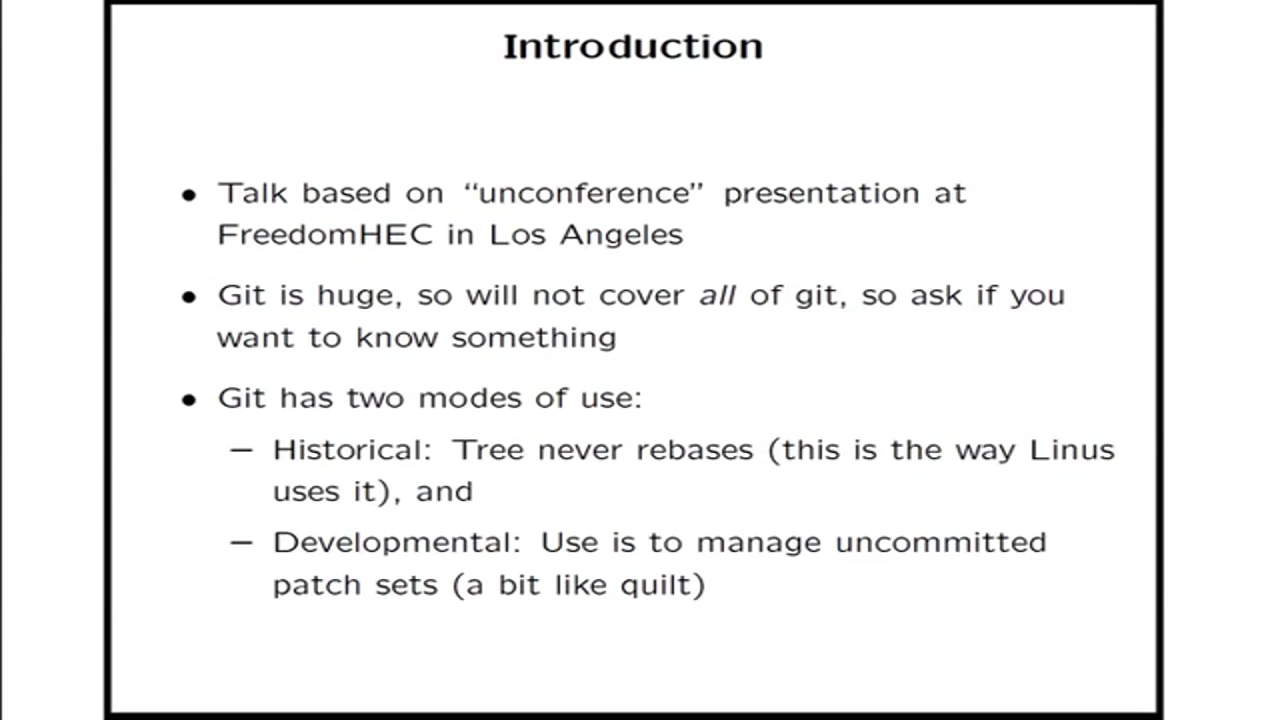 Introduction
• Talk based on “unconference” presentation at
FreedomHEC in Los Angeles
• Git is huge, so will not cover all of git, so ask if you
want to know something
• Git has two modes of use:
– Historical: Tree never rebases (this is the way Linus
uses it), and
– Developmental: Use is to manage uncommitted
patch sets (a bit like quilt)